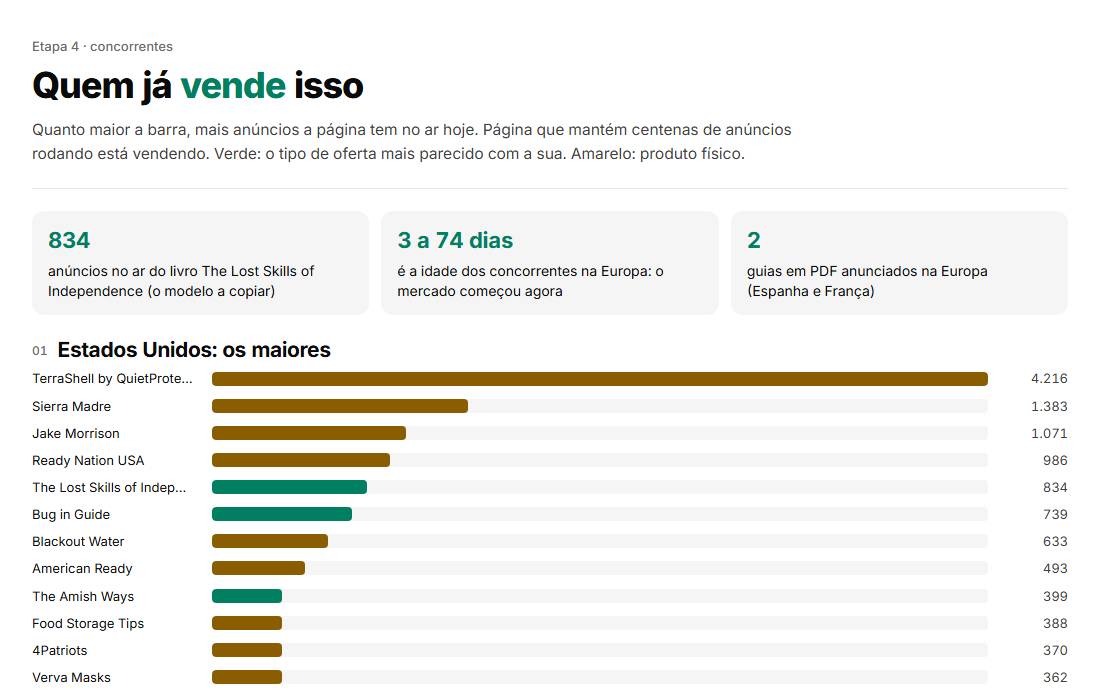 Etapa 4 · concorrentes
Quem já vende isso
Quanto maior a barra, mais anúncios a página tem no ar hoje. Página que mantém centenas de anúncios
rodando está vendendo. Verde: o tipo de oferta mais parecido com a sua. Amarelo: produto físico.
834
anúncios no ar do livro The Lost Skills of
Independence (o modelo a copiar)
3 a 74 dias
é a idade dos concorrentes na Europa: o
mercado começou agora
2
guias em PDF anunciados na Europa
(Espanha e França)
01 Estados Unidos: os maiores
TerraShell by QuietProte... 4.216
Sierra Madre 1.383
Jake Morrison 1.071
Ready Nation USA 986
The Lost Skills of Indep... 834
Bug in Guide 739
Blackout Water 633
American Ready 493
The Amish Ways 399
Food Storage Tips 388
4Patriots 370
Verva Masks 362